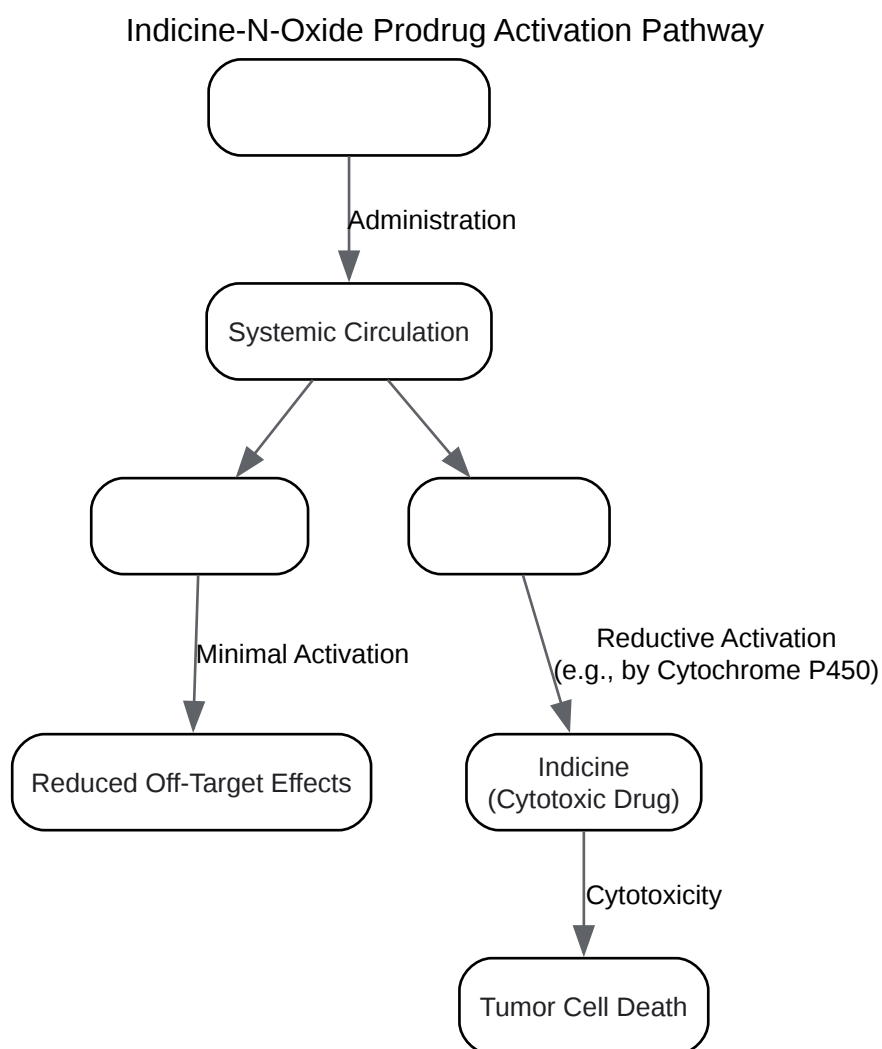 Indicine-N-Oxide Prodrug Activation Pathway
Administration
Systemic Circulation
Minimal Activation
Reductive Activation
(e.g., by Cytochrome P450)
Reduced Off-Target Effects
Indicine
(Cytotoxic Drug)
Cytotoxicity
Tumor Cell Death